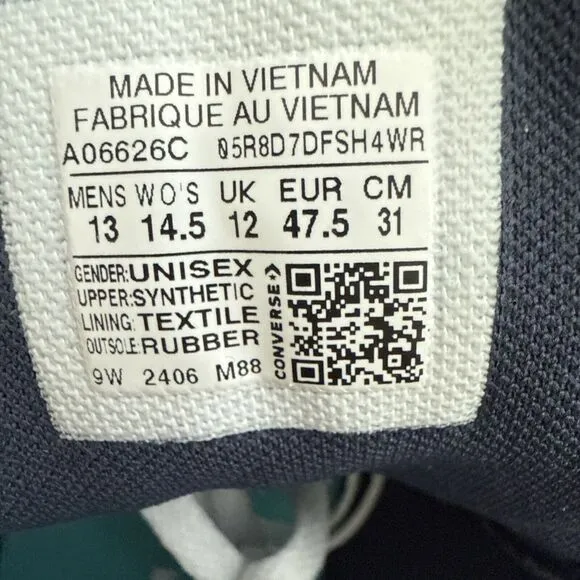 MADE IN VIETNAM
FABRIQUE AU VIETNAM
A06626C 05R8D7DFSH4WR
MENS WO'S UK EUR CM
13 14.5 12 47.5 31
GENDER:UNISEX
UPPER:SYNTHETIC
LINING:TEXTILE
OUTSOLE:RUBBER
9W 2406 M88
CONVERSE